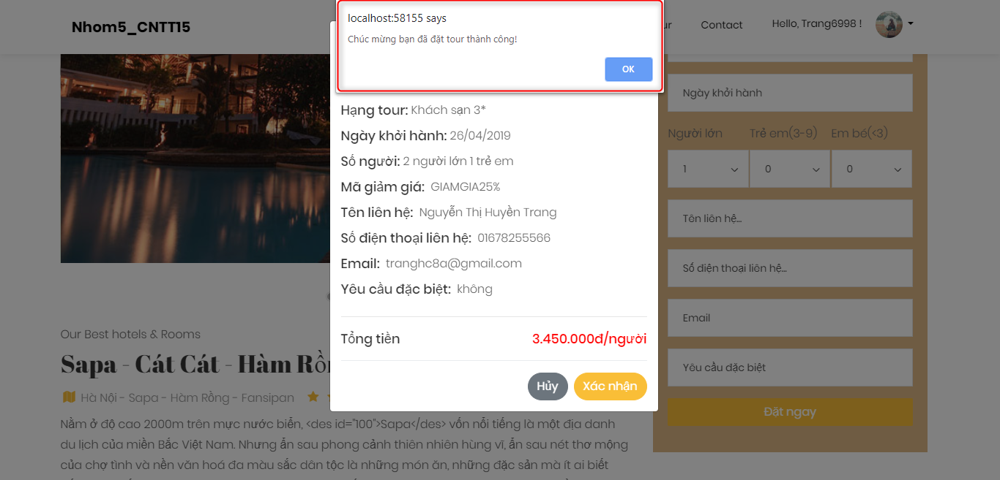 Nhom5_CNTT15
ur
Contact
Hello, Trang6998 !
localhost:58155 says
Chúc mừng bạn đã đặt tour thành công!
OK
Hạng tour: Khách sạn 3*
Ngày khởi hành: 26/04/2019
Số người: 2 người lớn 1 trẻ em
Mã giảm giá: GIAMGIA25%
Tên liên hệ: Nguyễn Thị Huyền Trang
Số điện thoại liên hệ: 01678255566
Email: tranghc8a@gmail.com
Yêu cầu đặc biệt: không
Tổng tiền 3.450.000đ/người
Hủy Xác nhận
Ngày khởi hành
Người lớn Trẻ em(3-9) Em bé(<3)
1 0 0
Tên liên hệ...
Số điện thoại liên hệ...
Email
Yêu cầu đặc biệt
Đặt ngay
Our Best hotels & Rooms
Sapa - Cát Cát - Hàm Rồ
Hà Nội - Sapa - Hàm Rồng - Fansipan
Nằm ở độ cao 2000m trên mực nước biển, <des id="100">Sapa</des> vốn nổi tiếng là một địa danh
du lịch của miền Bắc Việt Nam. Nhưng ẩn sau phong cảnh thiên nhiên hùng vĩ, ẩn sau nét thơ mộng
của chợ tình và nền văn hoá đa màu sắc dân tộc là những món ăn, những đặc sản mà ít ai biết